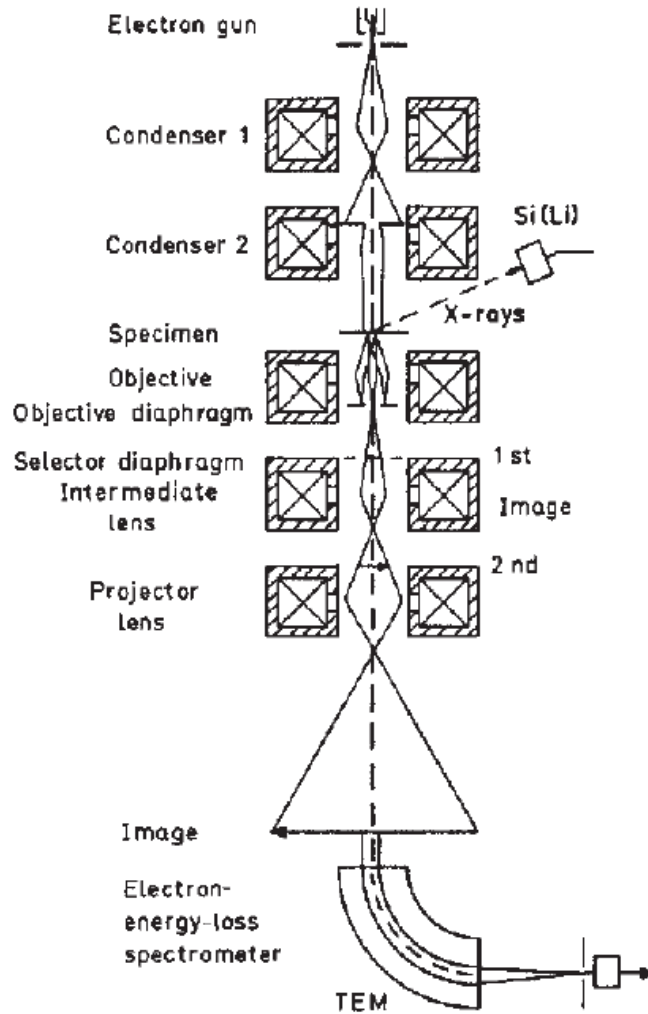 Electron gun
Condenser 1
Si(Li)
Condenser 2
X-rays
Specimen
Objective
Objective diaphragm
Selector diaphragm
1 st
Intermediate
lens
Image
2 nd
Projector
lens
Image
Electron-
energy-loss
spectrometer
TEM